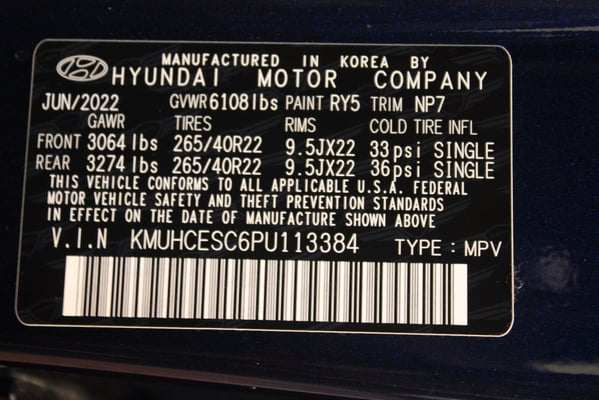 MANUFACTURED IN KOREA BY
HYUNDAI MOTOR COMPANY
JUN/2022 GVWR 6108lbs PAINT RY5 TRIM NP7
GAWR TIRES RIMS COLD TIRE INFL
FRONT 3064 lbs 265/40R22 9.5JX22 33psi SINGLE
REAR 3274 lbs 265/40R22 9.5JX22 36psi SINGLE
THIS VEHICLE CONFORMS TO ALL APPLICABLE U.S.A. FEDERAL
MOTOR VEHICLE SAFETY AND THEFT PREVENTION STANDARDS
IN EFFECT ON THE DATE OF MANUFACTURE SHOWN ABOVE
V.I.N KMUHCESC6PU113384 TYPE : MPV